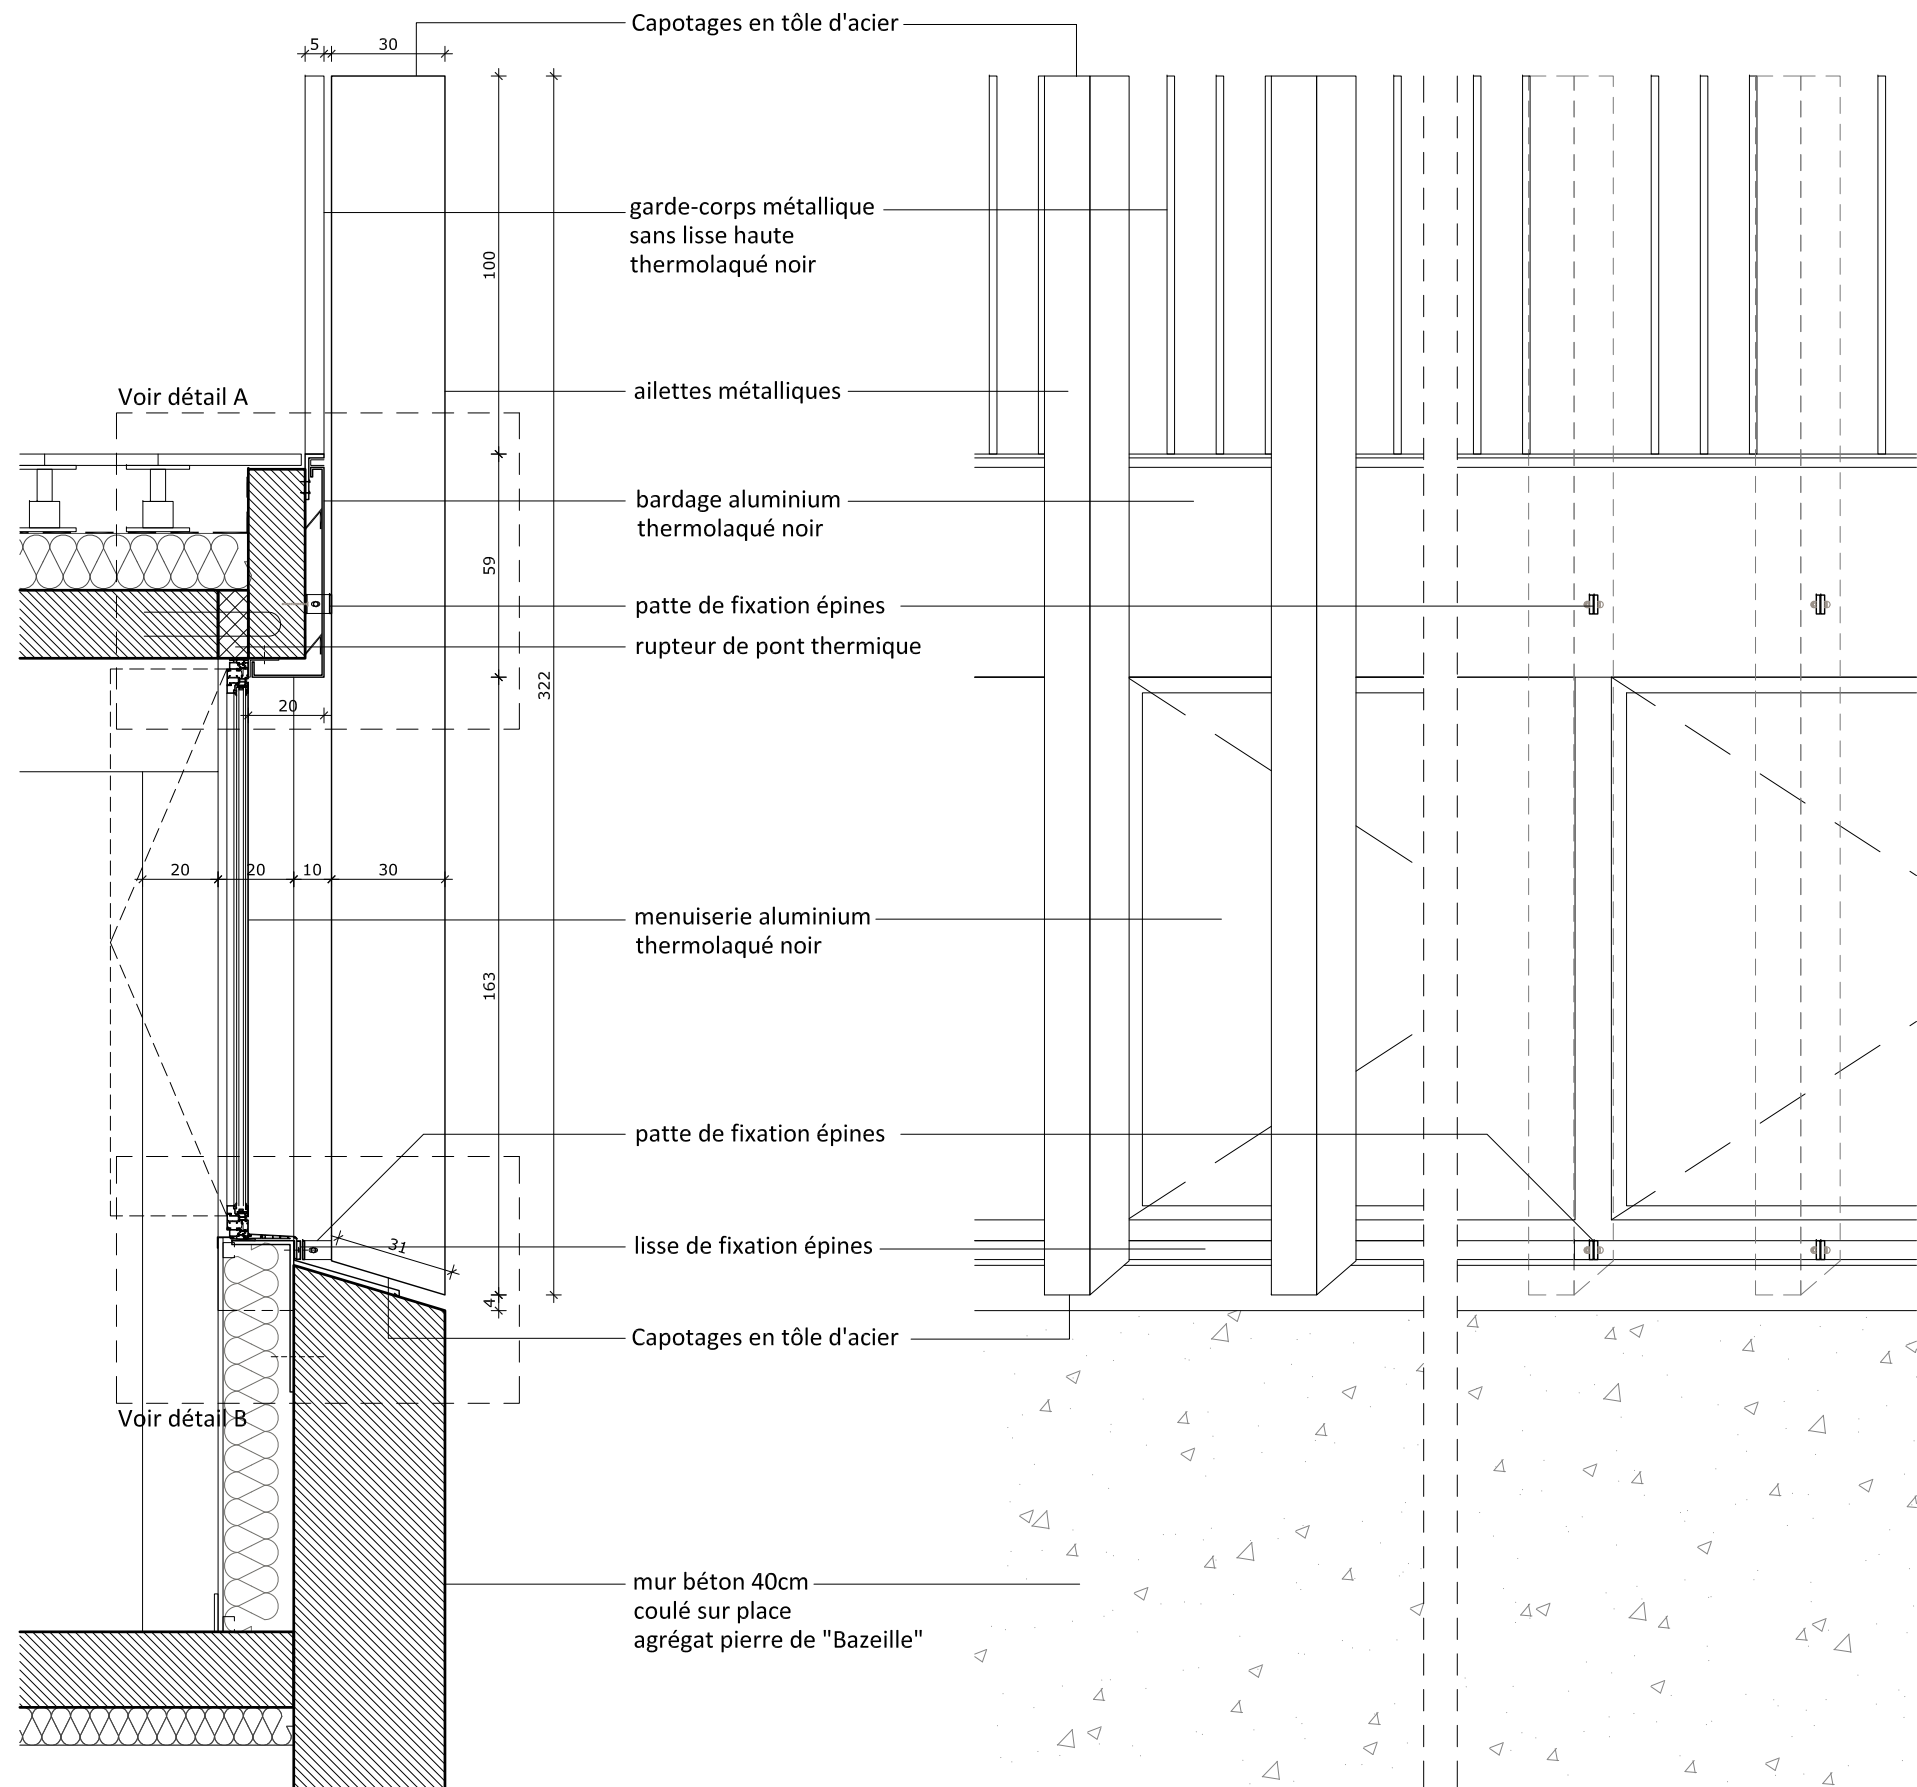 Capotages en tôle d'acier
5
30
garde-corps métallique
sans lisse haute
thermolaqué noir
100
ailettes métalliques
Voir détail A
bardage aluminium
thermolaqué noir
59
patte de fixation épines
rupteur de pont thermique
322
20
20
20
10
30
menuiserie aluminium
thermolaqué noir
163
patte de fixation épines
31
lisse de fixation épines
4
Capotages en tôle d'acier
Voir détail B
mur béton 40cm
coulé sur place
agrégat pierre de "Bazeille"